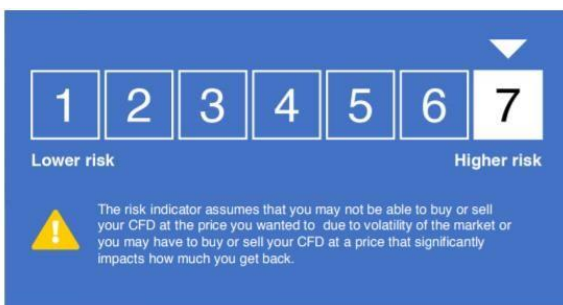 1 2 3 4 5 6 7
Lower risk Higher risk
The risk indicator assumes that you may not be able to buy or sell
your CFD at the price you wanted to due to volatility of the market or
you may have to buy or sell your CFD at a price that significantly
impacts how much you get back.